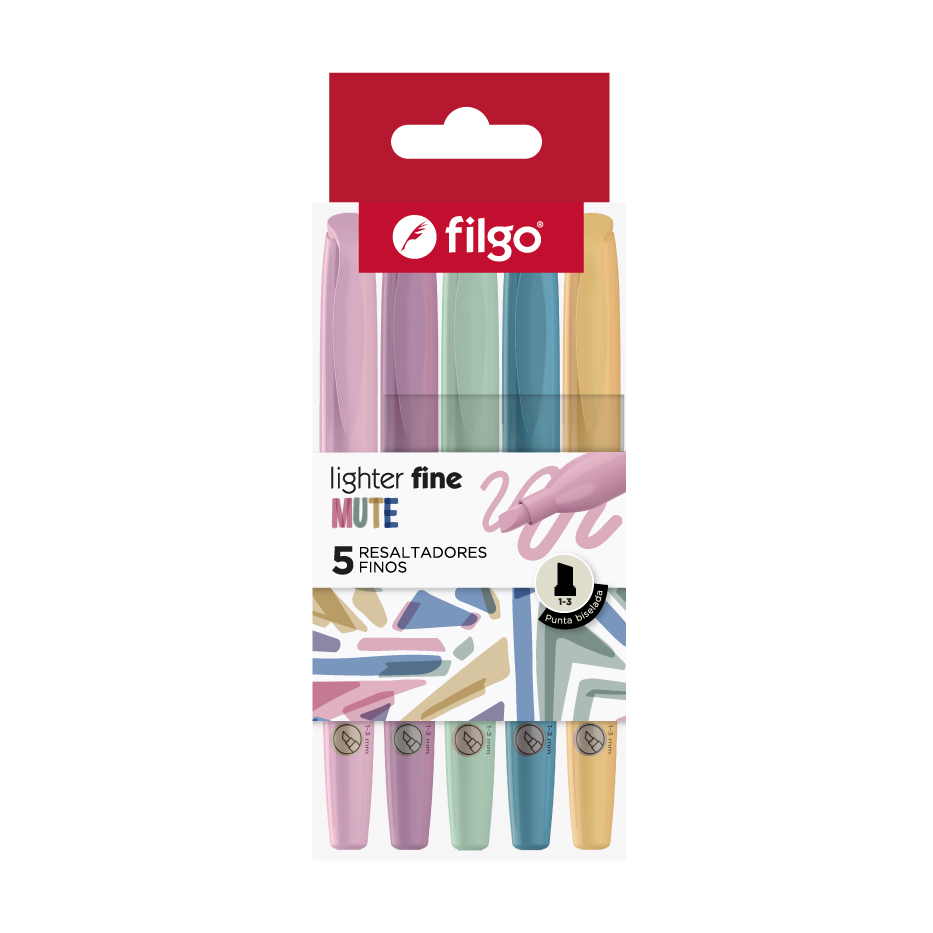 filgo®
lighter fine
MUTE
5 RESALTADORES
FINOS
1-3
Punta biselada
1-3 mm
1-3 mm
1-3 mm
1-3 mm
1-3 mm